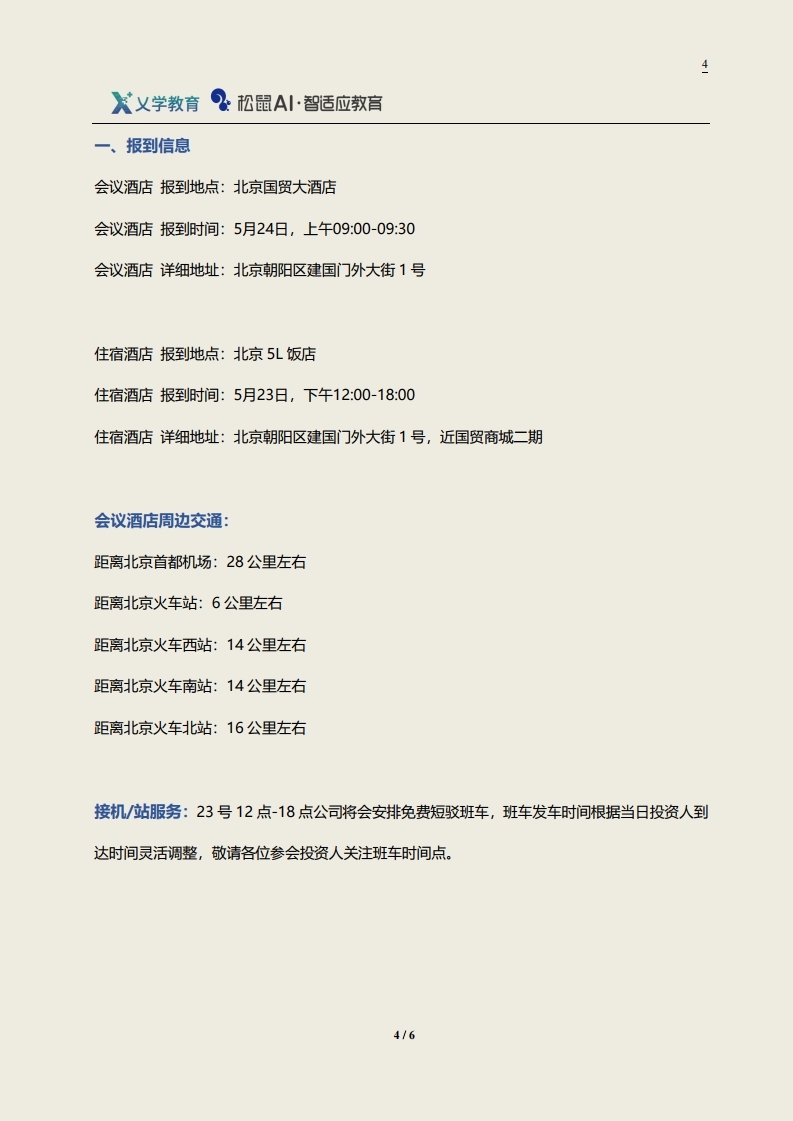 4
乂学教育 松鼠AI·智适应教育
一、报到信息
会议酒店 报到地点：北京国贸大酒店
会议酒店 报到时间：5月24日，上午09:00-09:30
会议酒店 详细地址：北京朝阳区建国门外大街 1 号
住宿酒店 报到地点：北京 5L 饭店
住宿酒店 报到时间：5月23日，下午12:00-18:00
住宿酒店 详细地址：北京朝阳区建国门外大街 1 号，近国贸商城二期
会议酒店周边交通：
距离北京首都机场：28 公里左右
距离北京火车站：6 公里左右
距离北京火车西站：14 公里左右
距离北京火车南站：14 公里左右
距离北京火车北站：16 公里左右
接机/站服务：23 号 12 点-18 点公司将会安排免费短驳班车，班车发车时间根据当日投资人到
达时间灵活调整，敬请各位参会投资人关注班车时间点。
4 / 6